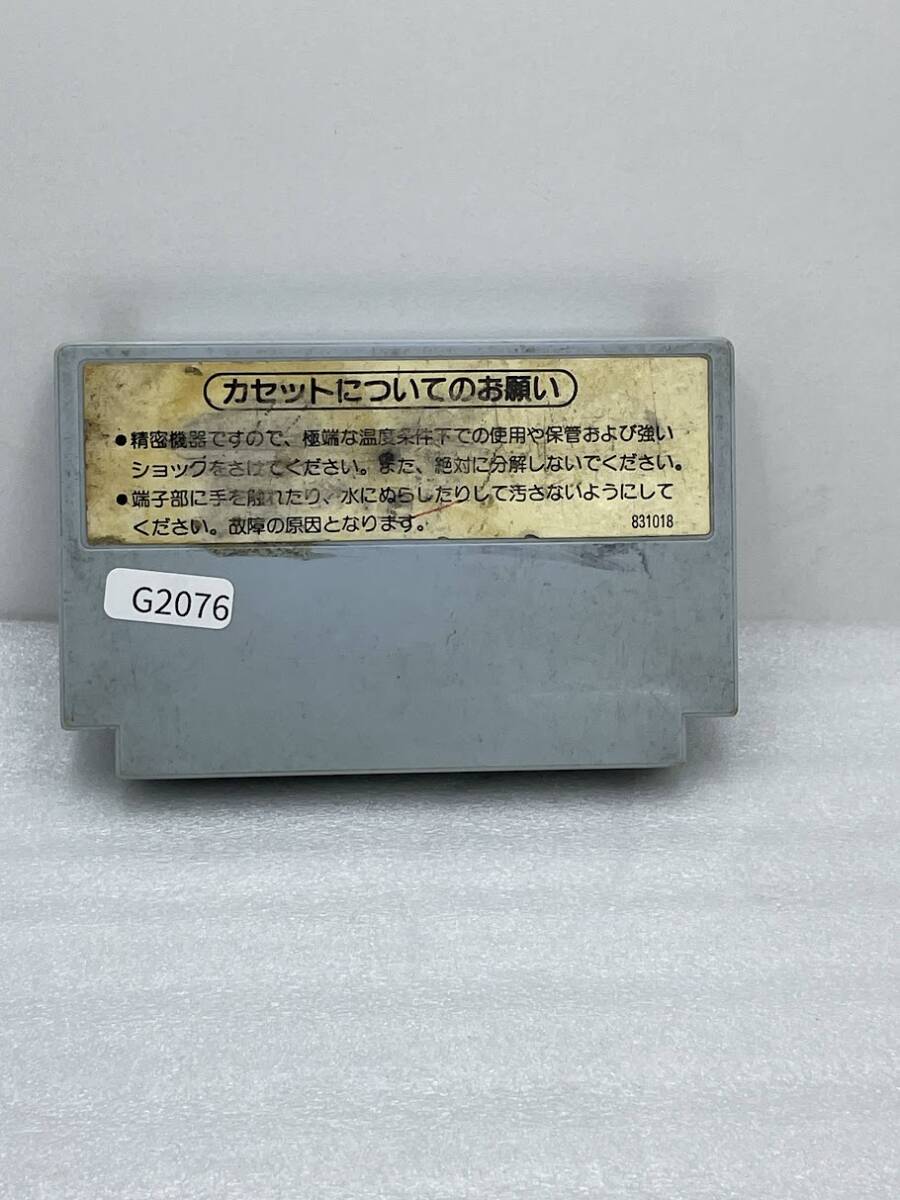 カセットについてのお願い
●精密機器ですので、極端な温度条件下での使用や保管および強い
ショックをさけてください。また、絶対に分解しないでください。
●端子部に手を触れたり、水にぬらしたりして汚さないようにして
ください。故障の原因となります。
831018
G2076